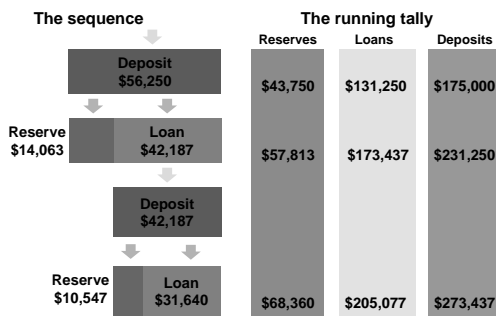 The sequence
The running tally
Reserves Loans Deposits
Deposit
$56,250
$43,750 $131,250 $175,000
Reserve
$14,063
Loan
$42,187
$57,813 $173,437 $231,250
Deposit
$42,187
Reserve
$10,547
Loan
$31,640
$68,360 $205,077 $273,437